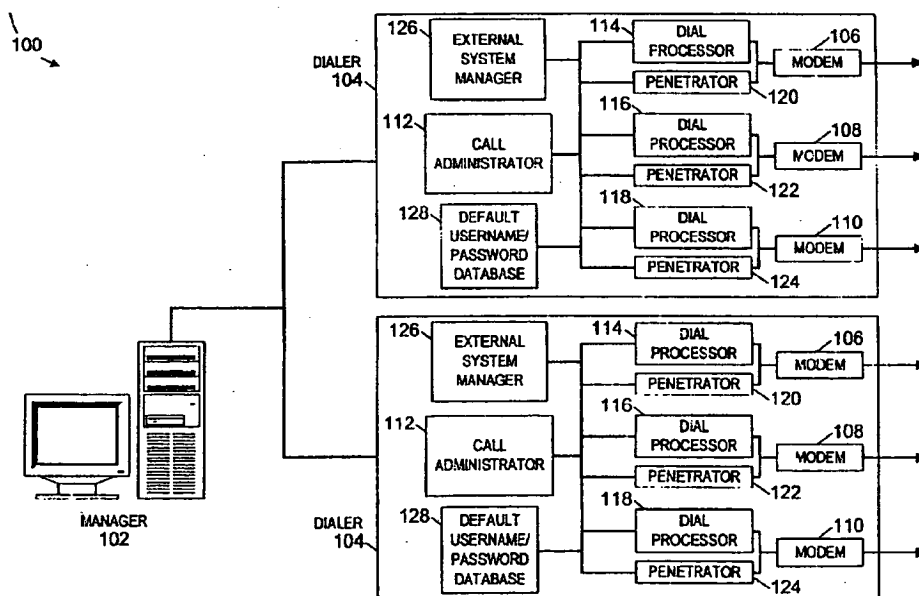 100
DIALER
104
126
EXTERNAL
SYSTEM
MANAGER
112
CALL
ADMINISTRATOR
128
DEFAULT
USERNAME/
PASSWORD
DATABASE
114
DIAL
PROCESSOR
PENETRATOR
120
106
MODEM
116
DIAL
PROCESSOR
PENETRATOR
122
108
MODEM
118
DIAL
PROCESSOR
PENETRATOR
124
110
MODEM
MANAGER
102
DIALER
104
126
EXTERNAL
SYSTEM
MANAGER
112
CALL
ADMINISTRATOR
128
DEFAULT
USERNAME/
PASSWORD
DATABASE
114
DIAL
PROCESSOR
PENETRATOR
120
106
MODEM
116
DIAL
PROCESSOR
PENETRATOR
122
108
MODEM
118
DIAL
PROCESSOR
PENETRATOR
124
110
MODEM